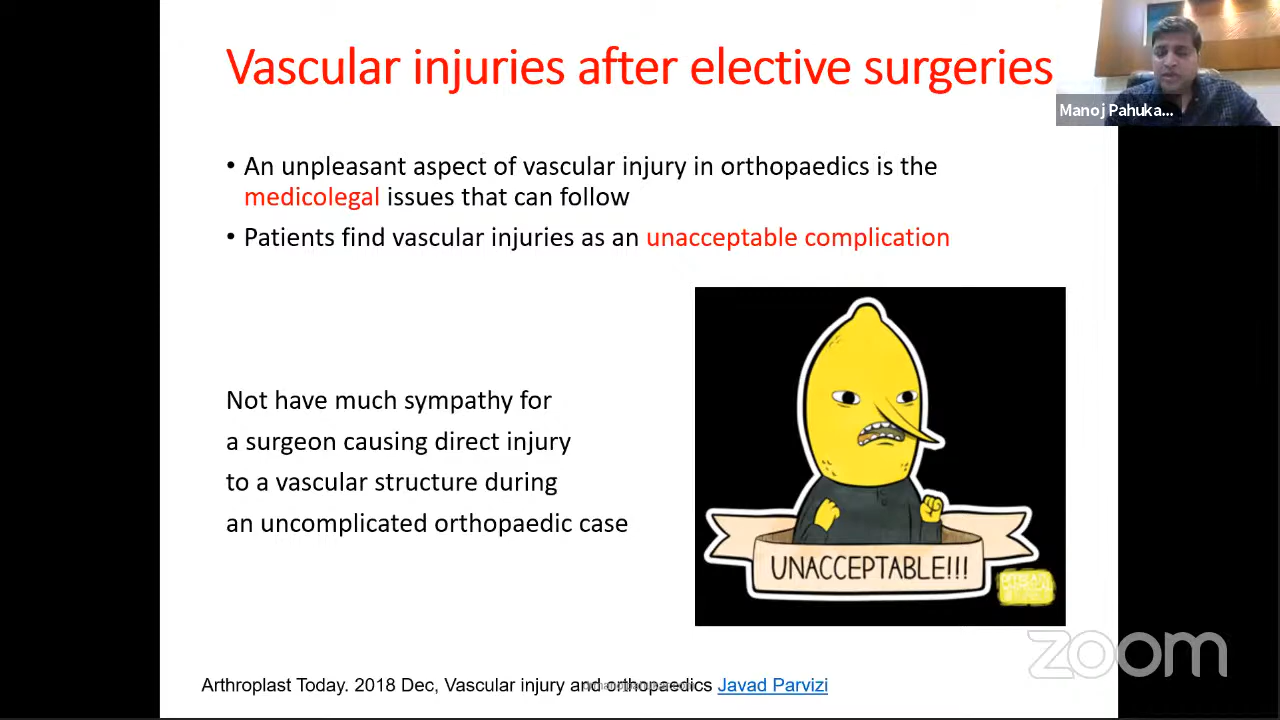 Vascular injuries after elective surgeries
Manoj Pahuka...
• An unpleasant aspect of vascular injury in orthopaedics is the
medicolegal issues that can follow
• Patients find vascular injuries as an unacceptable complication
Not have much sympathy for
a surgeon causing direct injury
to a vascular structure during
an uncomplicated orthopaedic case
UNACCEPTABLE!!!
zoom
Arthroplast Today. 2018 Dec, Vascular injury and orthopaedics Javad Parvizi